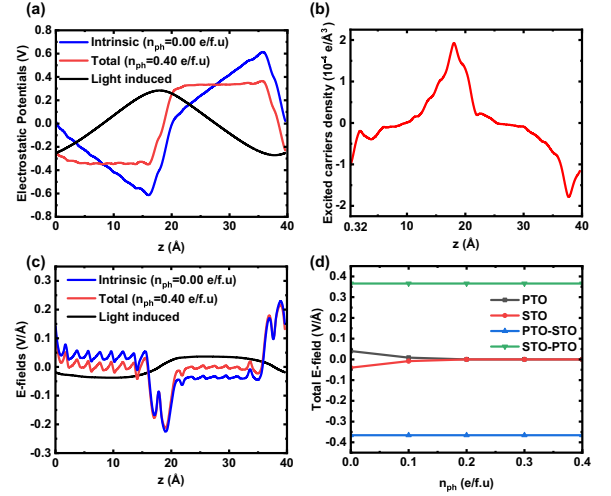 (a)
Electrostatic Potentials (V)
0.8
0.6
0.4
0.2
0.0
-0.2
-0.4
-0.6
-0.8
Intrinsic (nph=0.00 e/f.u)
Total (nph=0.40 e/f.u)
Light induced
0
10
20
30
40
z (Å)
(b)
Excited carriers density (10⁻⁴ e/Å³)
2
1
0
-1
-2
0.32
10
20
30
40
z (Å)
(c)
E-fields (V/Å)
0.4
0.3
0.2
0.1
0.0
-0.1
-0.2
-0.3
Intrinsic (nph=0.00 e/f.u)
Total (nph=0.40 e/f.u)
Light induced
0
10
20
30
40
z (Å)
(d)
Total E-field (V/Å)
0.4
0.3
0.2
0.1
0.0
-0.1
-0.2
-0.3
-0.4
PTO
STO
PTO-STO
STO-PTO
0.0
0.1
0.2
0.3
0.4
nph (e/f.u)